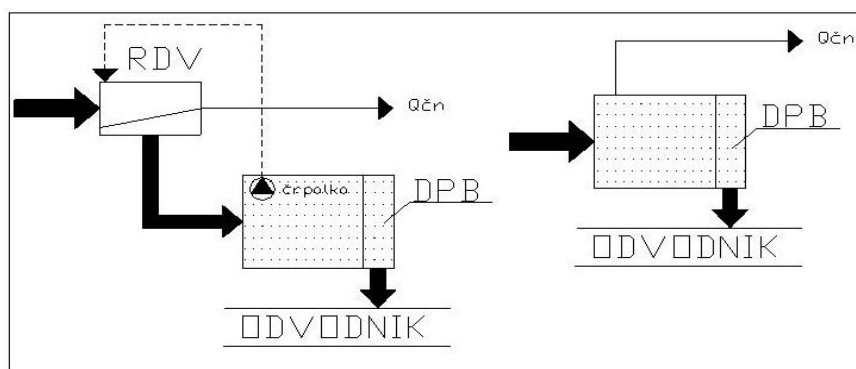 RDV
Qčn
črpalka
DPB
ODVODNIK
Qčn
DPB
ODVODNIK